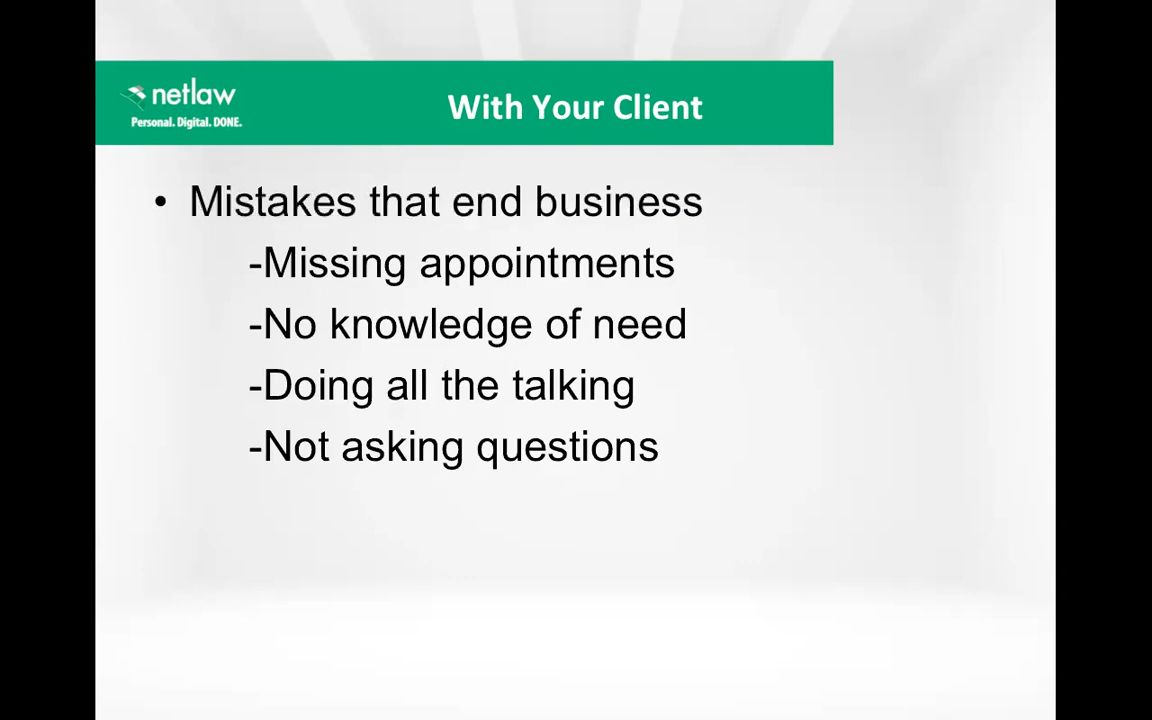 netlaw
Personal. Digital. DONE.
With Your Client
• Mistakes that end business
-Missing appointments
-No knowledge of need
-Doing all the talking
-Not asking questions